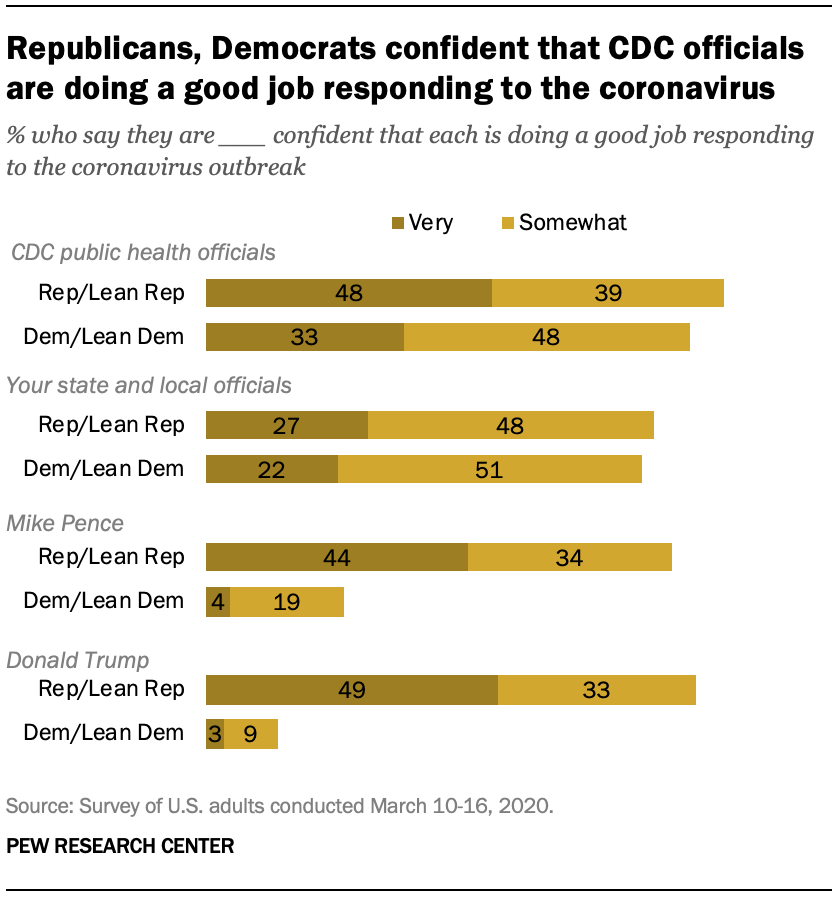 Republicans, Democrats confident that CDC officials
are doing a good job responding to the coronavirus
% who say they are ___ confident that each is doing a good job responding
to the coronavirus outbreak
Very Somewhat
CDC public health officials
Rep/Lean Rep 48 39
Dem/Lean Dem 33 48
Your state and local officials
Rep/Lean Rep 27 48
Dem/Lean Dem 22 51
Mike Pence
Rep/Lean Rep 44 34
Dem/Lean Dem 4 19
Donald Trump
Rep/Lean Rep 49 33
Dem/Lean Dem 3 9
Source: Survey of U.S. adults conducted March 10-16, 2020.
PEW RESEARCH CENTER